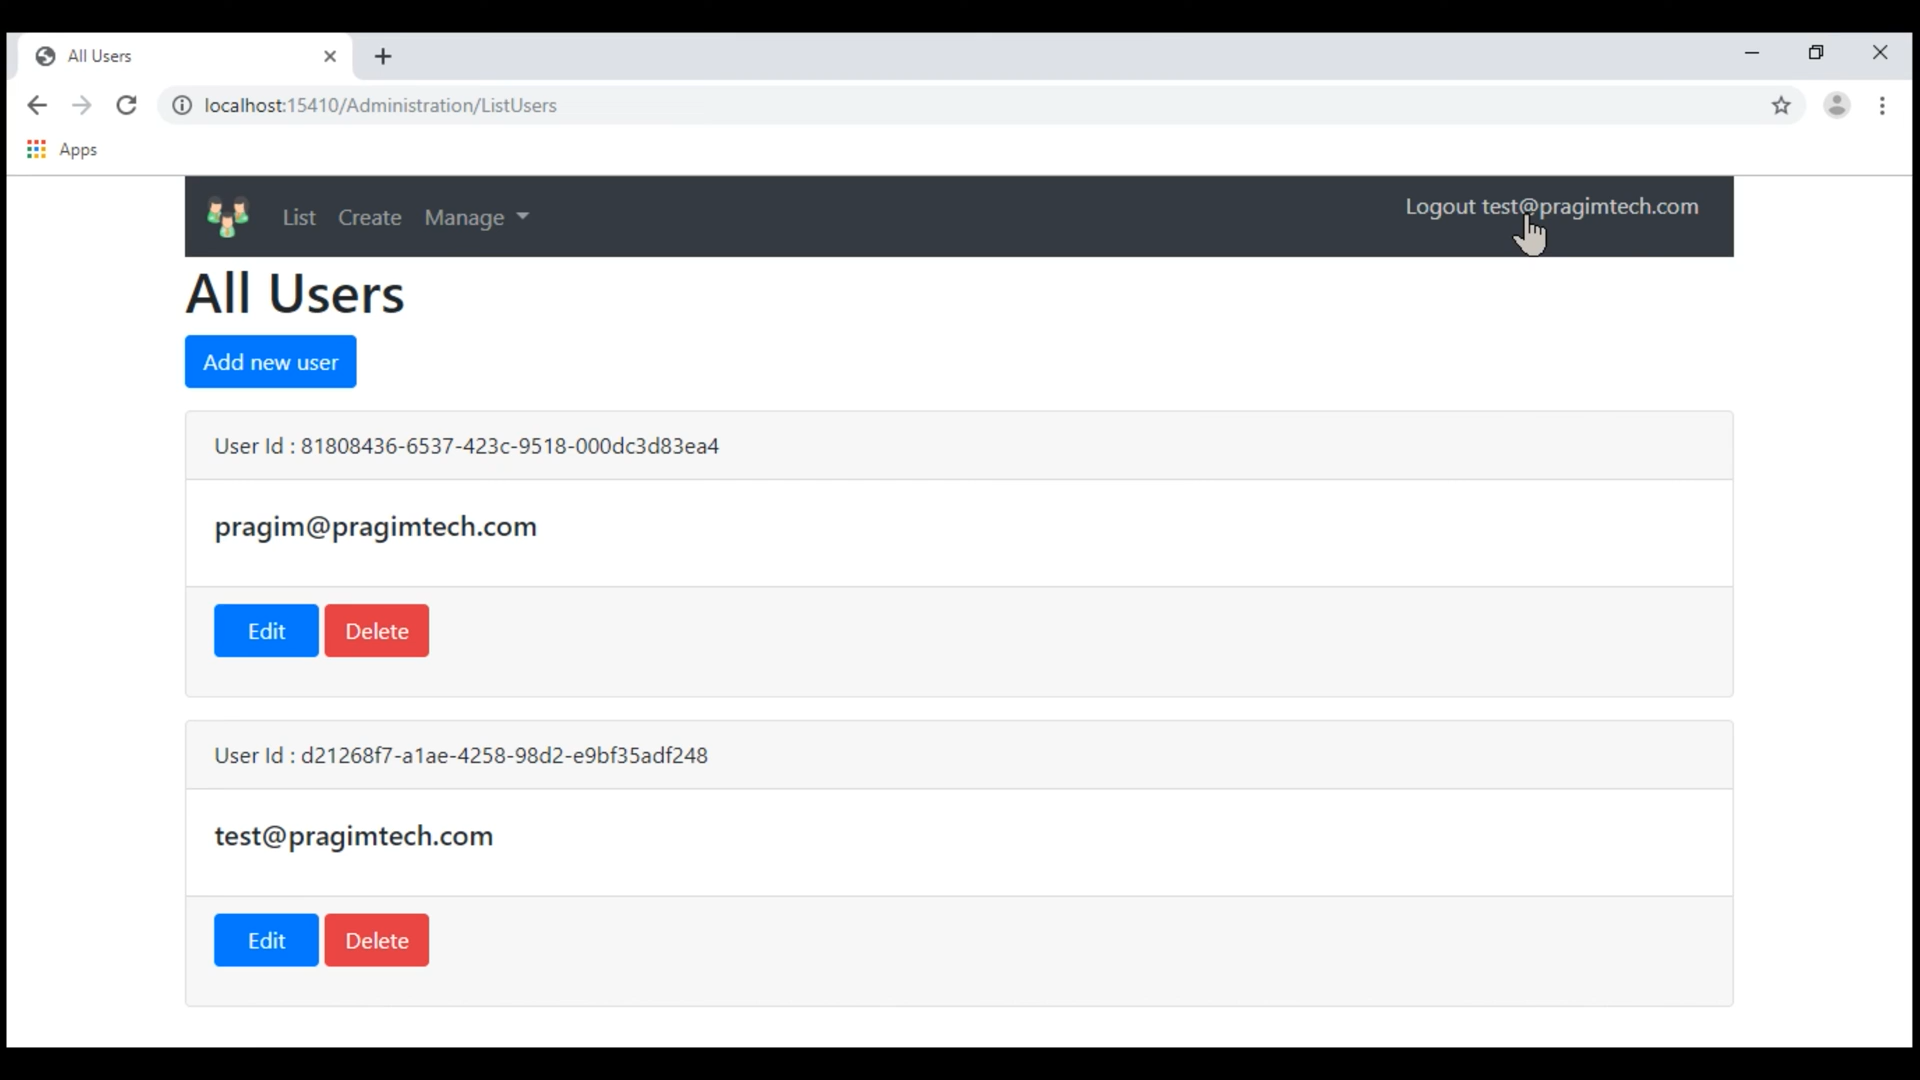 All Users
localhost:15410/Administration/ListUsers
Apps
List Create Manage
Logout test@pragimtech.com
All Users
Add new user
User Id : 81808436-6537-423c-9518-000dc3d83ea4
pragim@pragimtech.com
Edit Delete
User Id : d21268f7-a1ae-4258-98d2-e9bf35adf248
test@pragimtech.com
Edit Delete